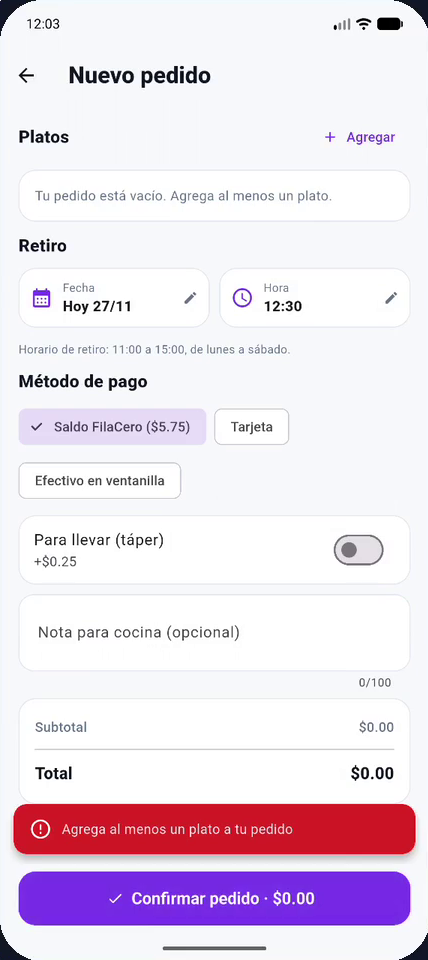 12:03
Nuevo pedido
Platos
+ Agregar
Tu pedido está vacío. Agrega al menos un plato.
Retiro
Fecha
Hoy 27/11
Hora
12:30
Horario de retiro: 11:00 a 15:00, de lunes a sábado.
Método de pago
Saldo FilaCero ($5.75)
Tarjeta
Efectivo en ventanilla
Para llevar (táper)
+$0.25
Nota para cocina (opcional)
0/100
Subtotal $0.00
Total $0.00
Agrega al menos un plato a tu pedido
Confirmar pedido · $0.00